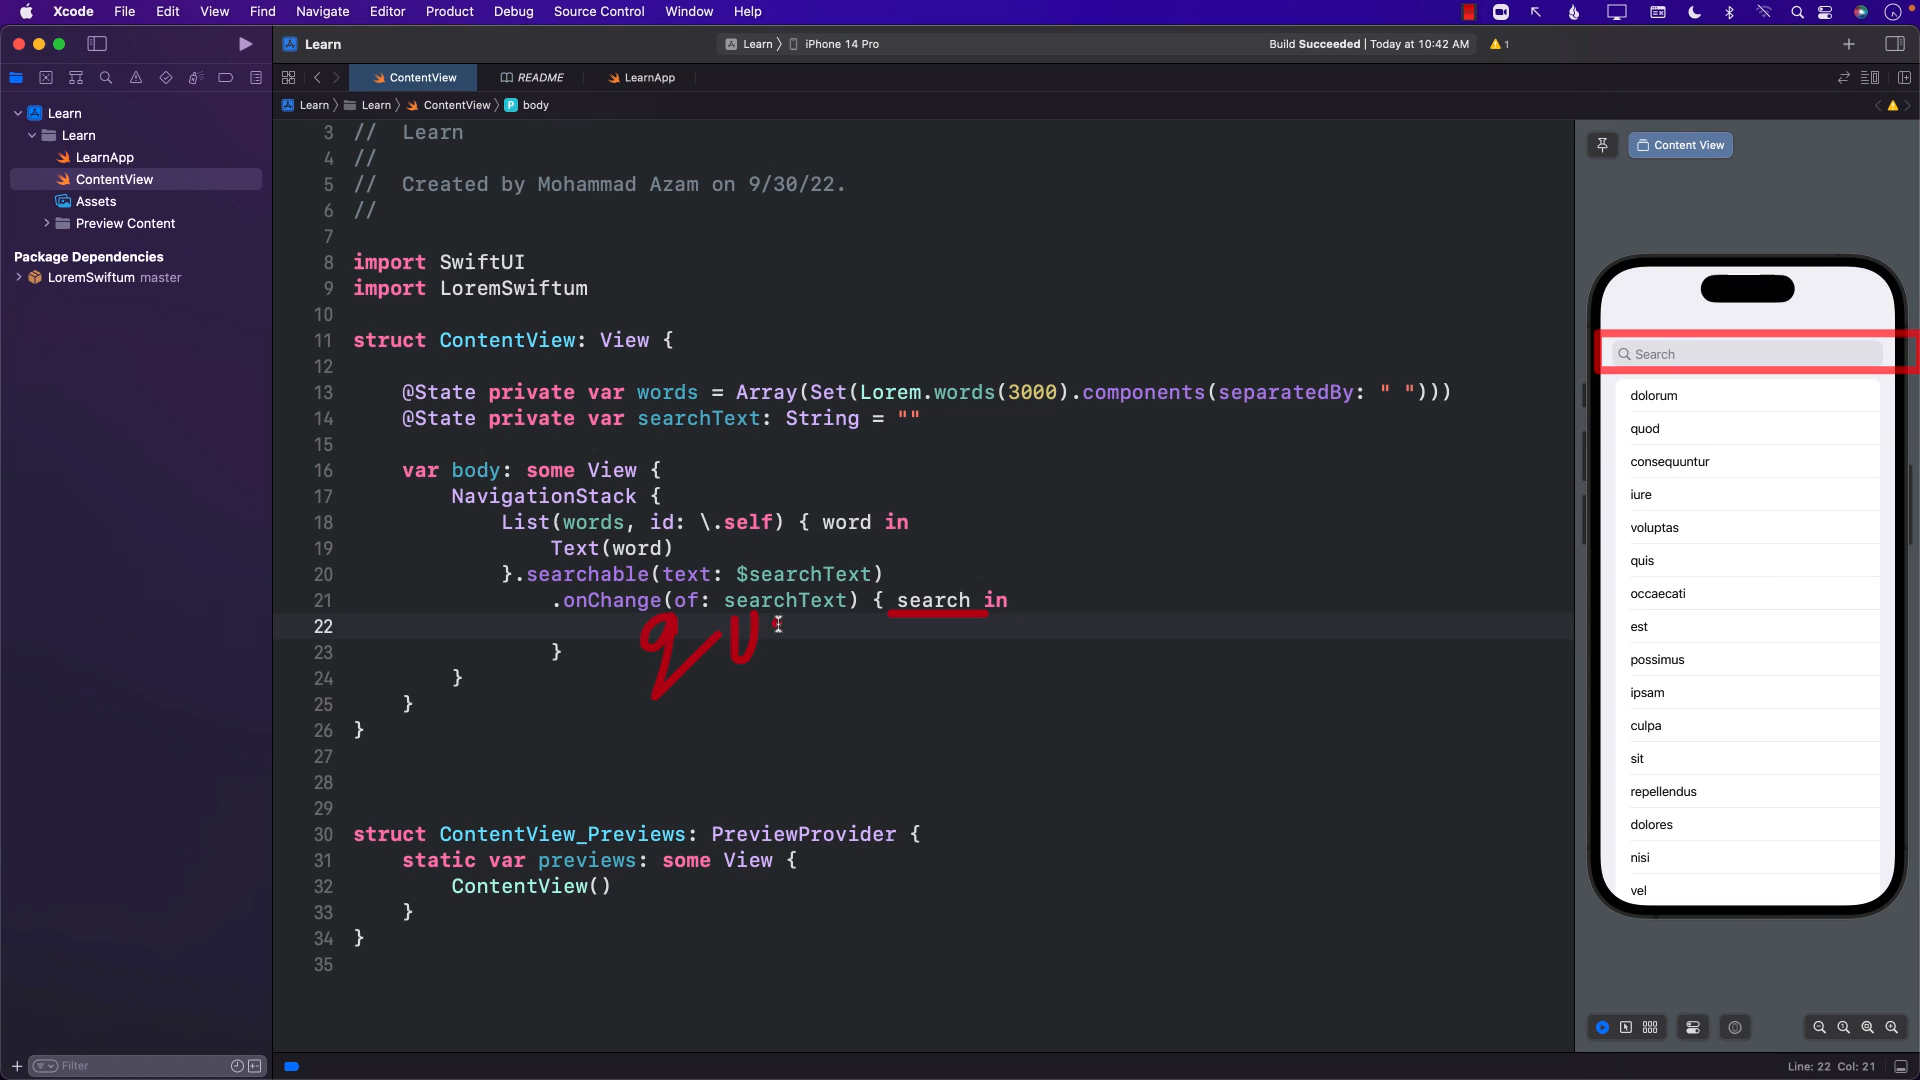 Xcode File Edit View Find Navigate Editor Product Debug Source Control Window Help
Learn
Learn 〉 iPhone 14 Pro
Build Succeeded | Today at 10:42 AM
1
ContentView
README
LearnApp
Learn 〉 Learn 〉 ContentView 〉 P body
Learn
Learn
LearnApp
ContentView
Assets
Preview Content
Package Dependencies
LoremSwiftum master
Filter
3 //  Learn
4 //
5 //  Created by Mohammad Azam on 9/30/22.
6 //
7
8 import SwiftUI
9 import LoremSwiftum
10
11 struct ContentView: View {
12
13     @State private var words = Array(Set(Lorem.words(3000).components(separatedBy: " ")))
14     @State private var searchText: String = ""
15
16     var body: some View {
17         NavigationStack {
18             List(words, id: \.self) { word in
19                 Text(word)
20             }.searchable(text: $searchText)
21                 .onChange(of: searchText) { search in
22
qu
23                 }
24         }
25     }
26 }
27
28
29
30 struct ContentView_Previews: PreviewProvider {
31     static var previews: some View {
32         ContentView()
33     }
34 }
35
Content View
Search
dolorum
quod
consequuntur
iure
voluptas
quis
occaecati
est
possimus
ipsam
culpa
sit
repellendus
dolores
nisi
vel
Line: 22 Col: 21